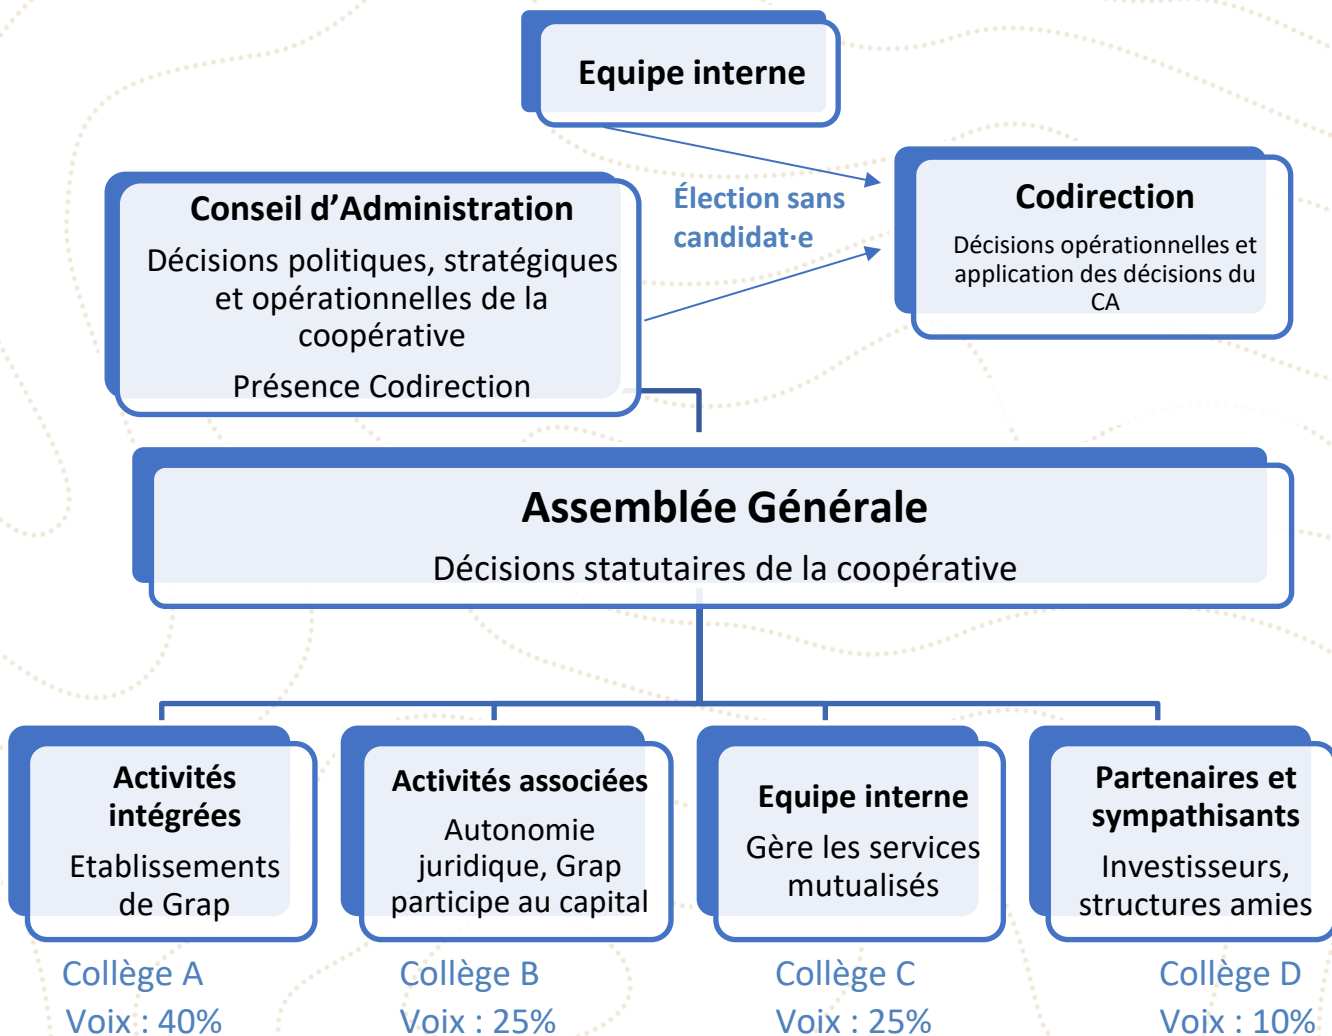 Equipe interne
Conseil d’Administration
Décisions politiques, stratégiques
et opérationnelles de la
coopérative
Présence Codirection
Élection sans
candidat·e
Codirection
Décisions opérationnelles et
application des décisions du
CA
Assemblée Générale
Décisions statutaires de la coopérative
Activités
intégrées
Etablissements
de Grap
Collège A
Voix : 40%
Activités associées
Autonomie
juridique, Grap
participe au capital
Collège B
Voix : 25%
Equipe interne
Gère les services
mutualisés
Collège C
Voix : 25%
Partenaires et
sympathisants
Investisseurs,
structures amies
Collège D
Voix : 10%